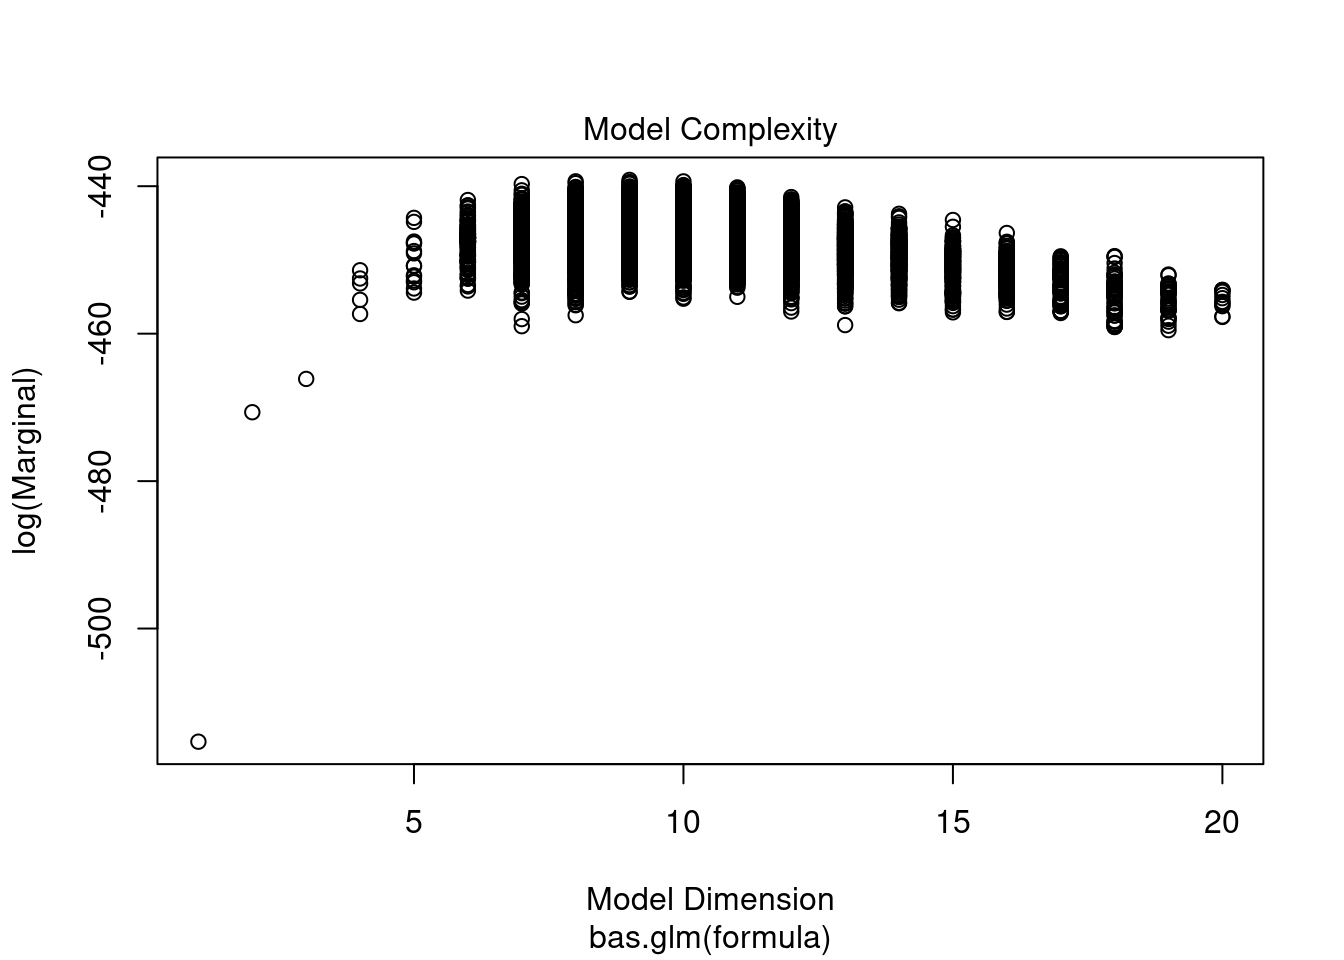 Model Complexity
log(Marginal)
-440
-460
-480
-500
5 10 15 20
Model Dimension
bas.glm(formula)